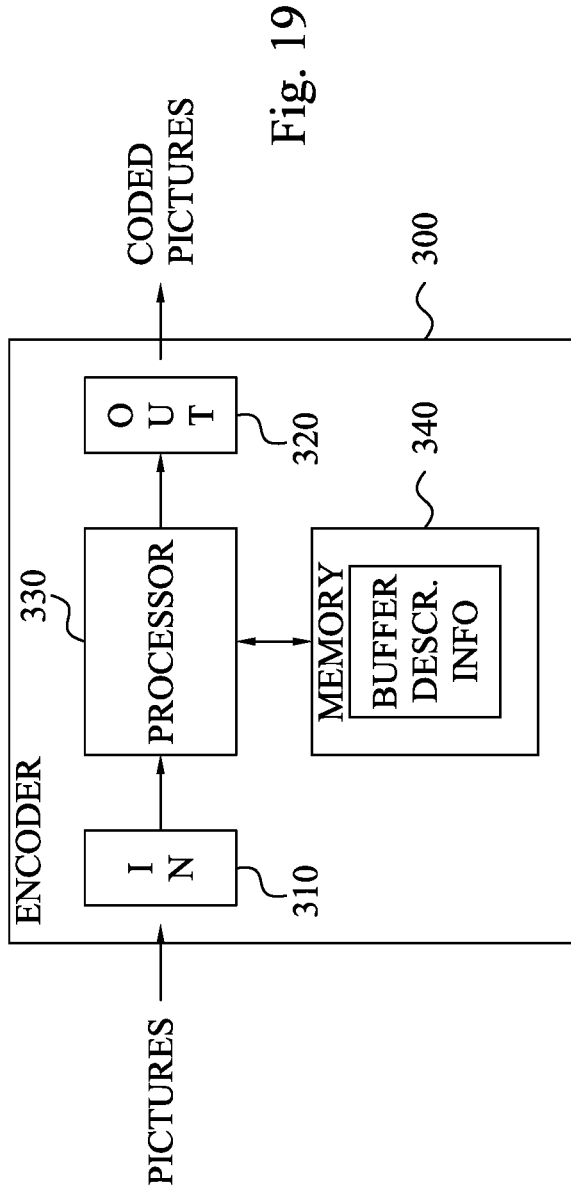 ENCODER
PICTURES
I
N
310
330
PROCESSOR
O
U
T
320
CODED
PICTURES
MEMORY
BUFFER
DESCR.
INFO
340
300
Fig. 19